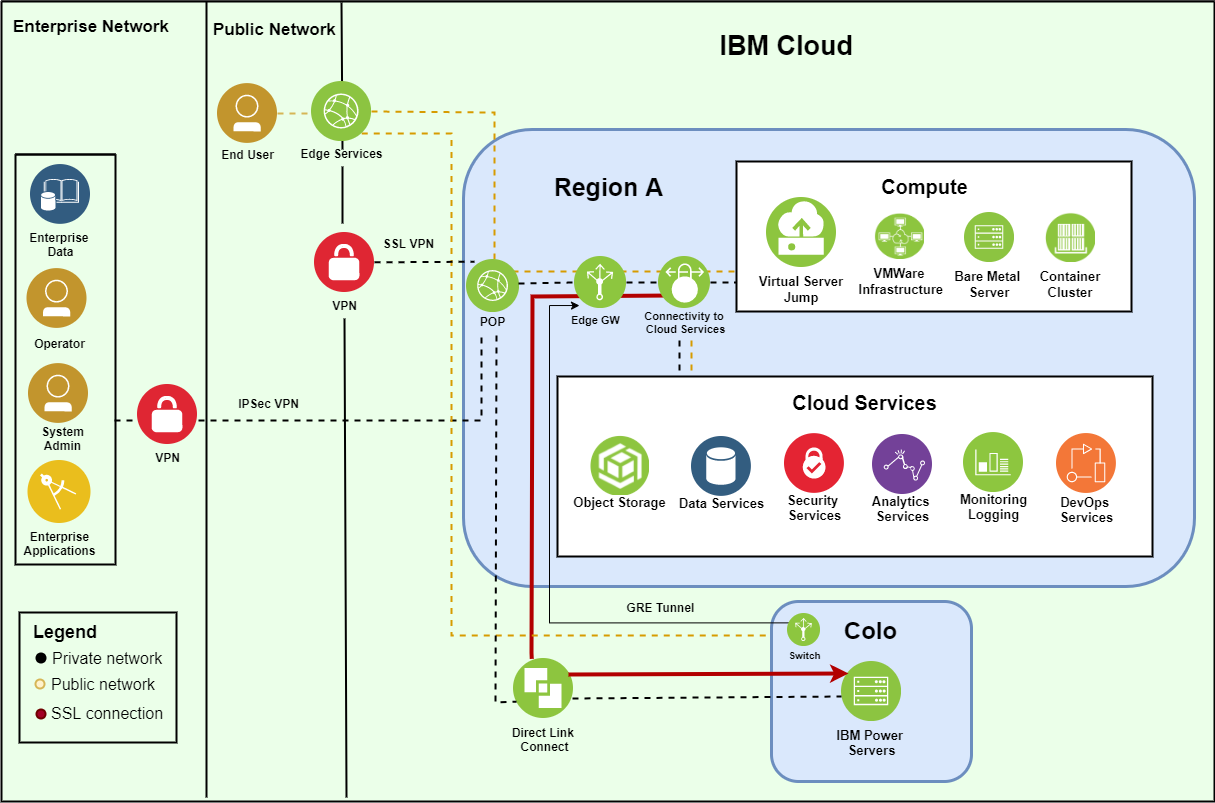 Enterprise Network
Public Network
IBM Cloud
End User
Edge Services
Enterprise
Data
Operator
System
Admin
Enterprise
Applications
VPN
IPSec VPN
VPN
SSL VPN
Region A
POP
Edge GW
Connectivity to
Cloud Services
Compute
Virtual Server
Jump
VMWare
Infrastructure
Bare Metal
Server
Container
Cluster
Cloud Services
Object Storage
Data Services
Security
Services
Analytics
Services
Monitoring
Logging
DevOps
Services
GRE Tunnel
Direct Link
Connect
Colo
Switch
IBM Power
Servers
Legend
Private network
Public network
SSL connection